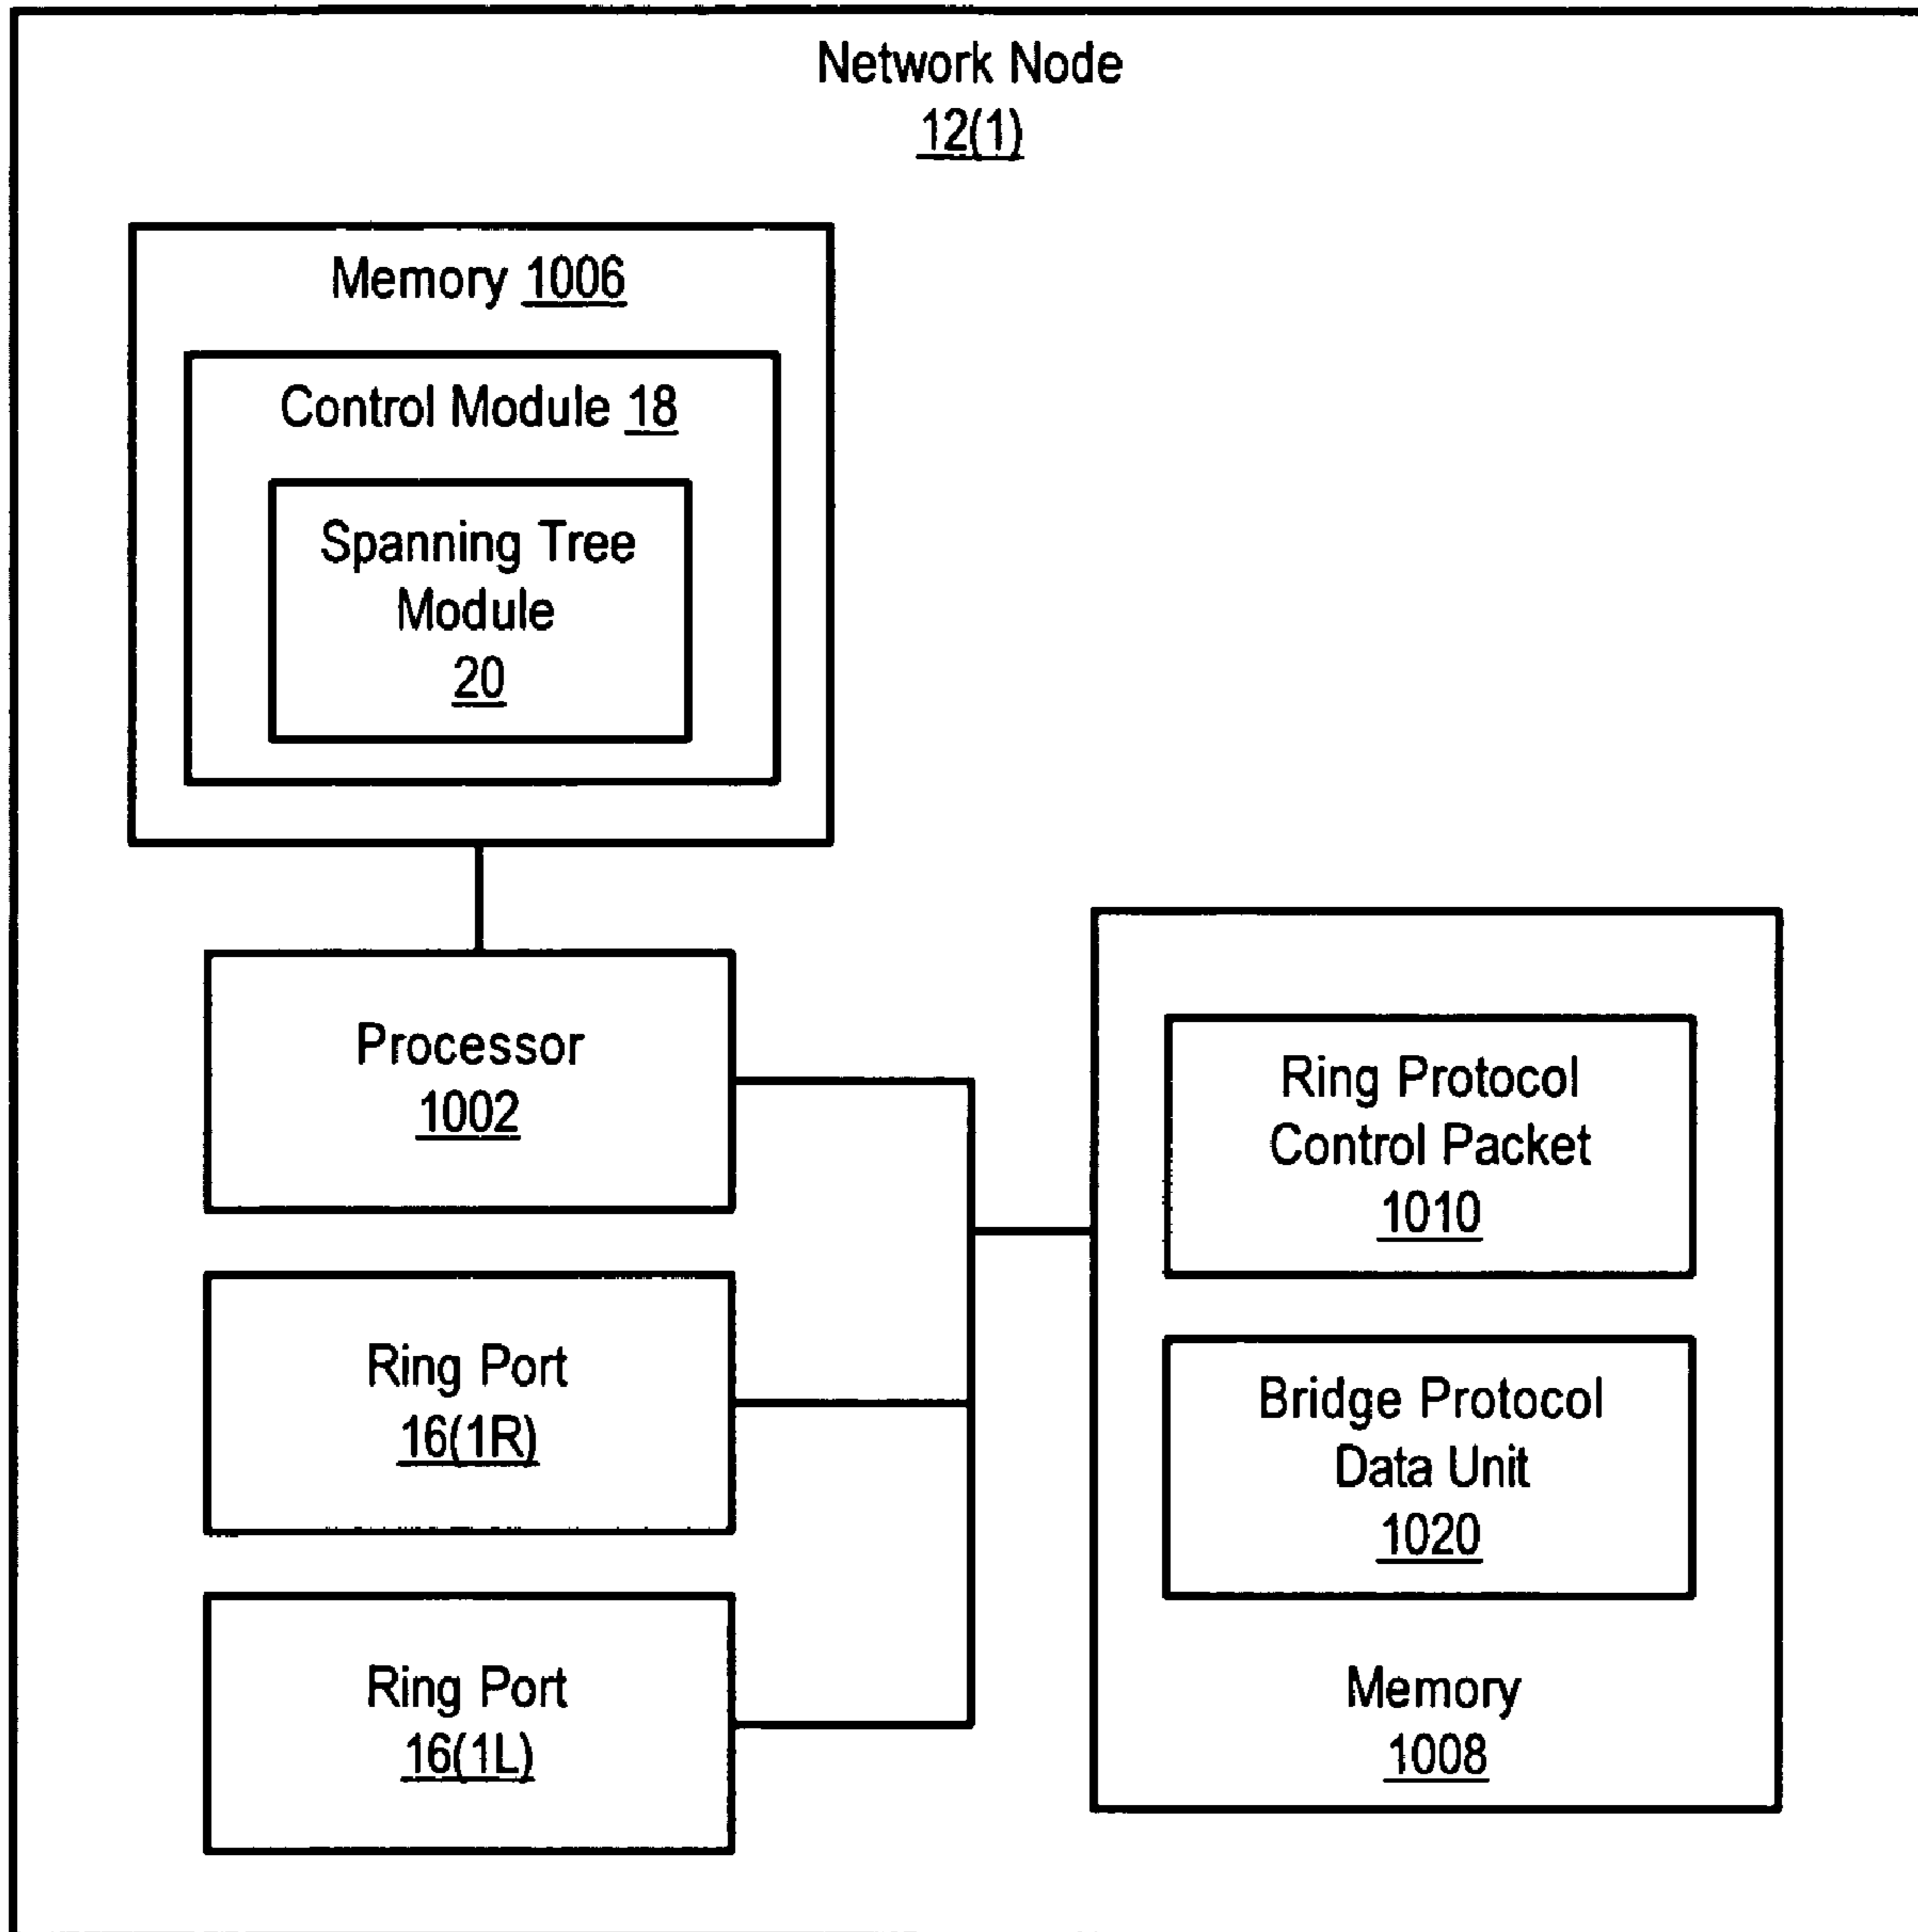 Network Node
12(1)
Memory 1006
Control Module 18
Spanning Tree
Module
20
Processor
1002
Ring Port
16(1R)
Ring Port
16(1L)
Ring Protocol
Control Packet
1010
Bridge Protocol
Data Unit
1020
Memory
1008